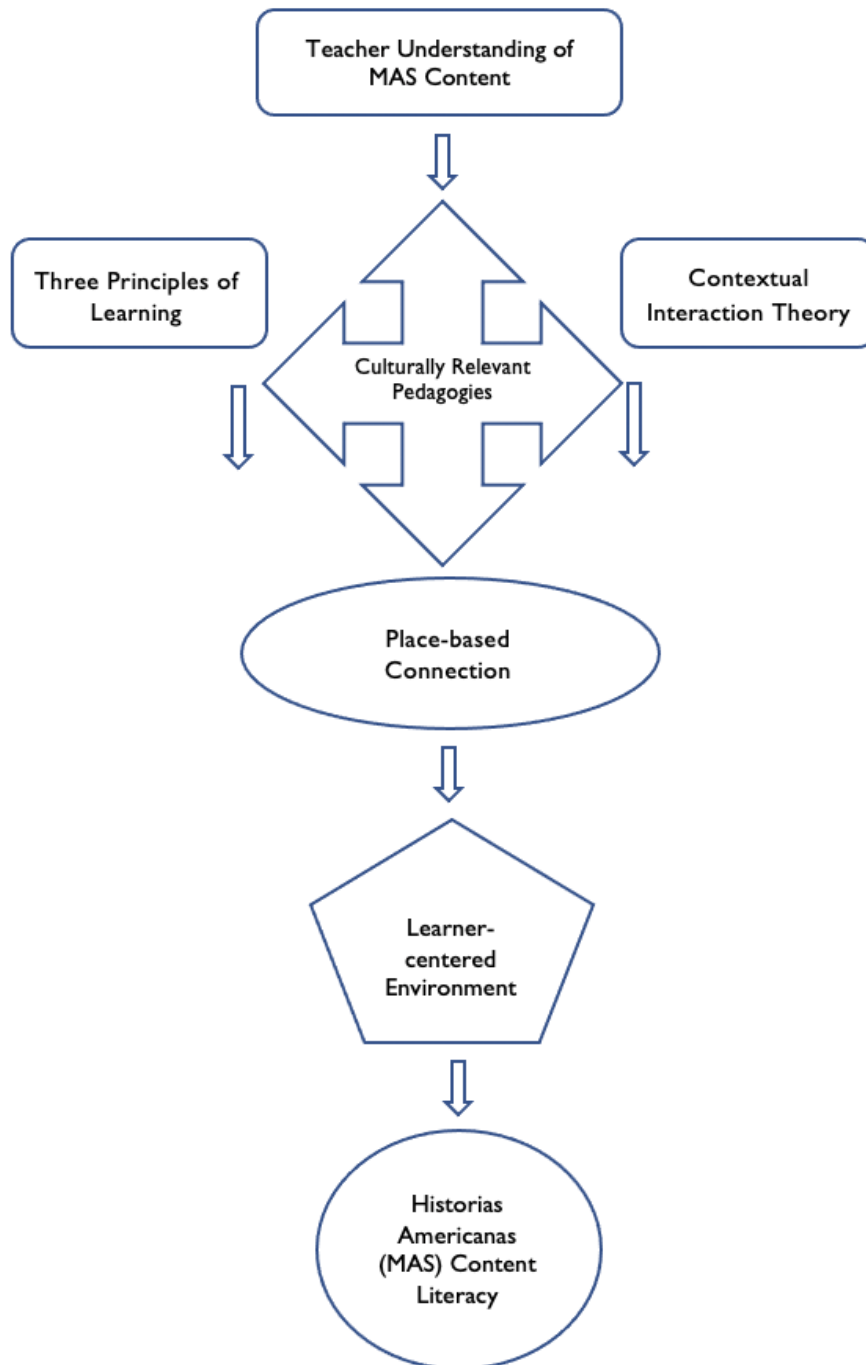 Teacher Understanding of
MAS Content
Three Principles of
Learning
Contextual
Interaction Theory
Culturally Relevant
Pedagogies
Place-based
Connection
Learner-
centered
Environment
Historias
Americanas
(MAS) Content
Literacy